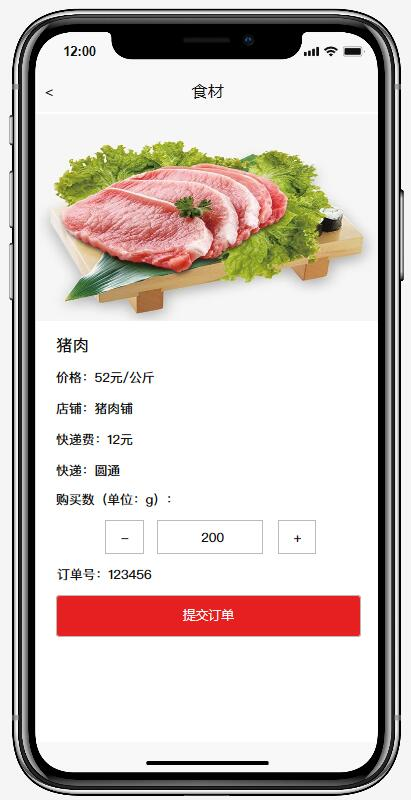 12:00
< 食材
猪肉
价格：52元/公斤
店铺：猪肉铺
快递费：12元
快递：圆通
购买数（单位：g）：
− 200 +
订单号：123456
提交订单